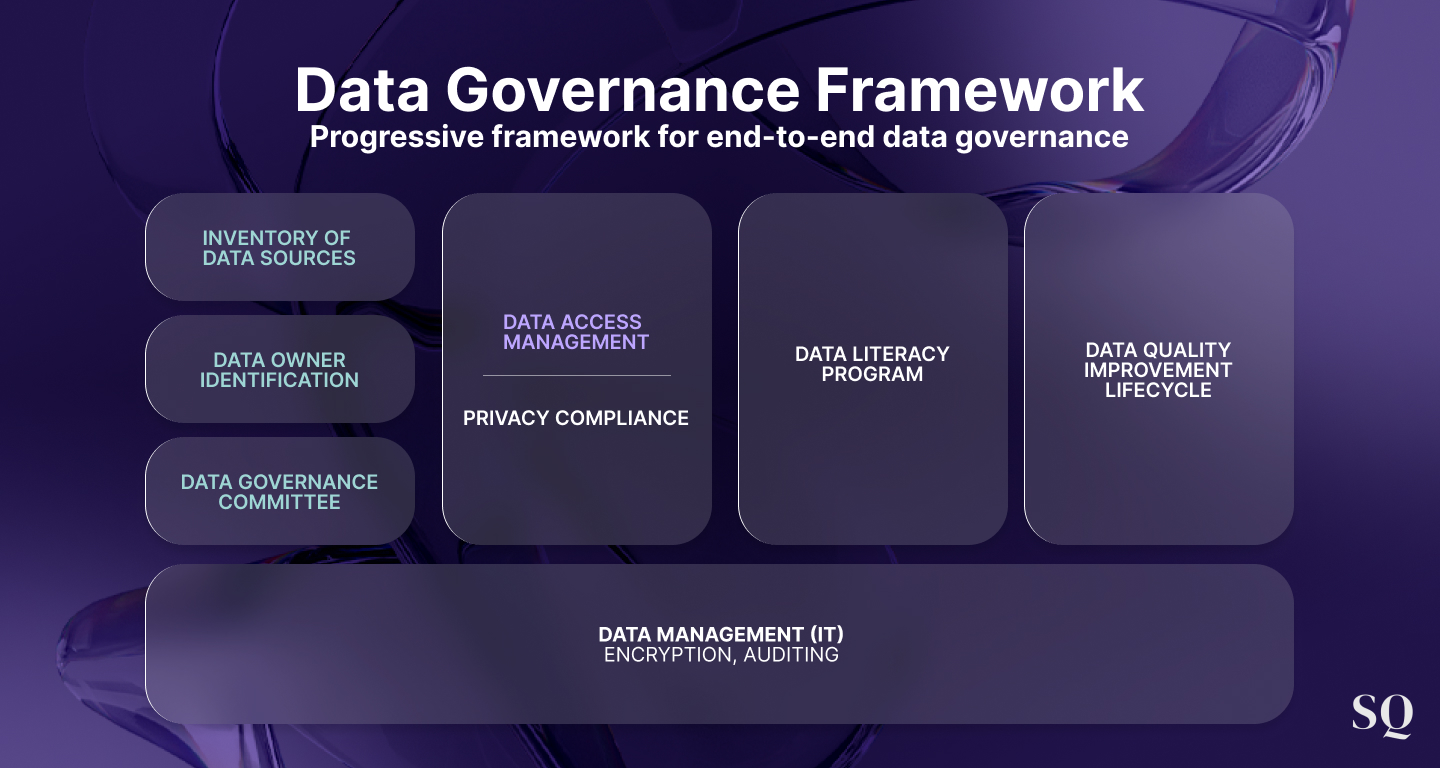 Data Governance Framework
Progressive framework for end-to-end data governance
INVENTORY OF
DATA SOURCES
DATA OWNER
IDENTIFICATION
DATA GOVERNANCE
COMMITTEE
DATA ACCESS
MANAGEMENT
PRIVACY COMPLIANCE
DATA LITERACY
PROGRAM
DATA QUALITY
IMPROVEMENT
LIFECYCLE
DATA MANAGEMENT (IT)
ENCRYPTION, AUDITING
SQ